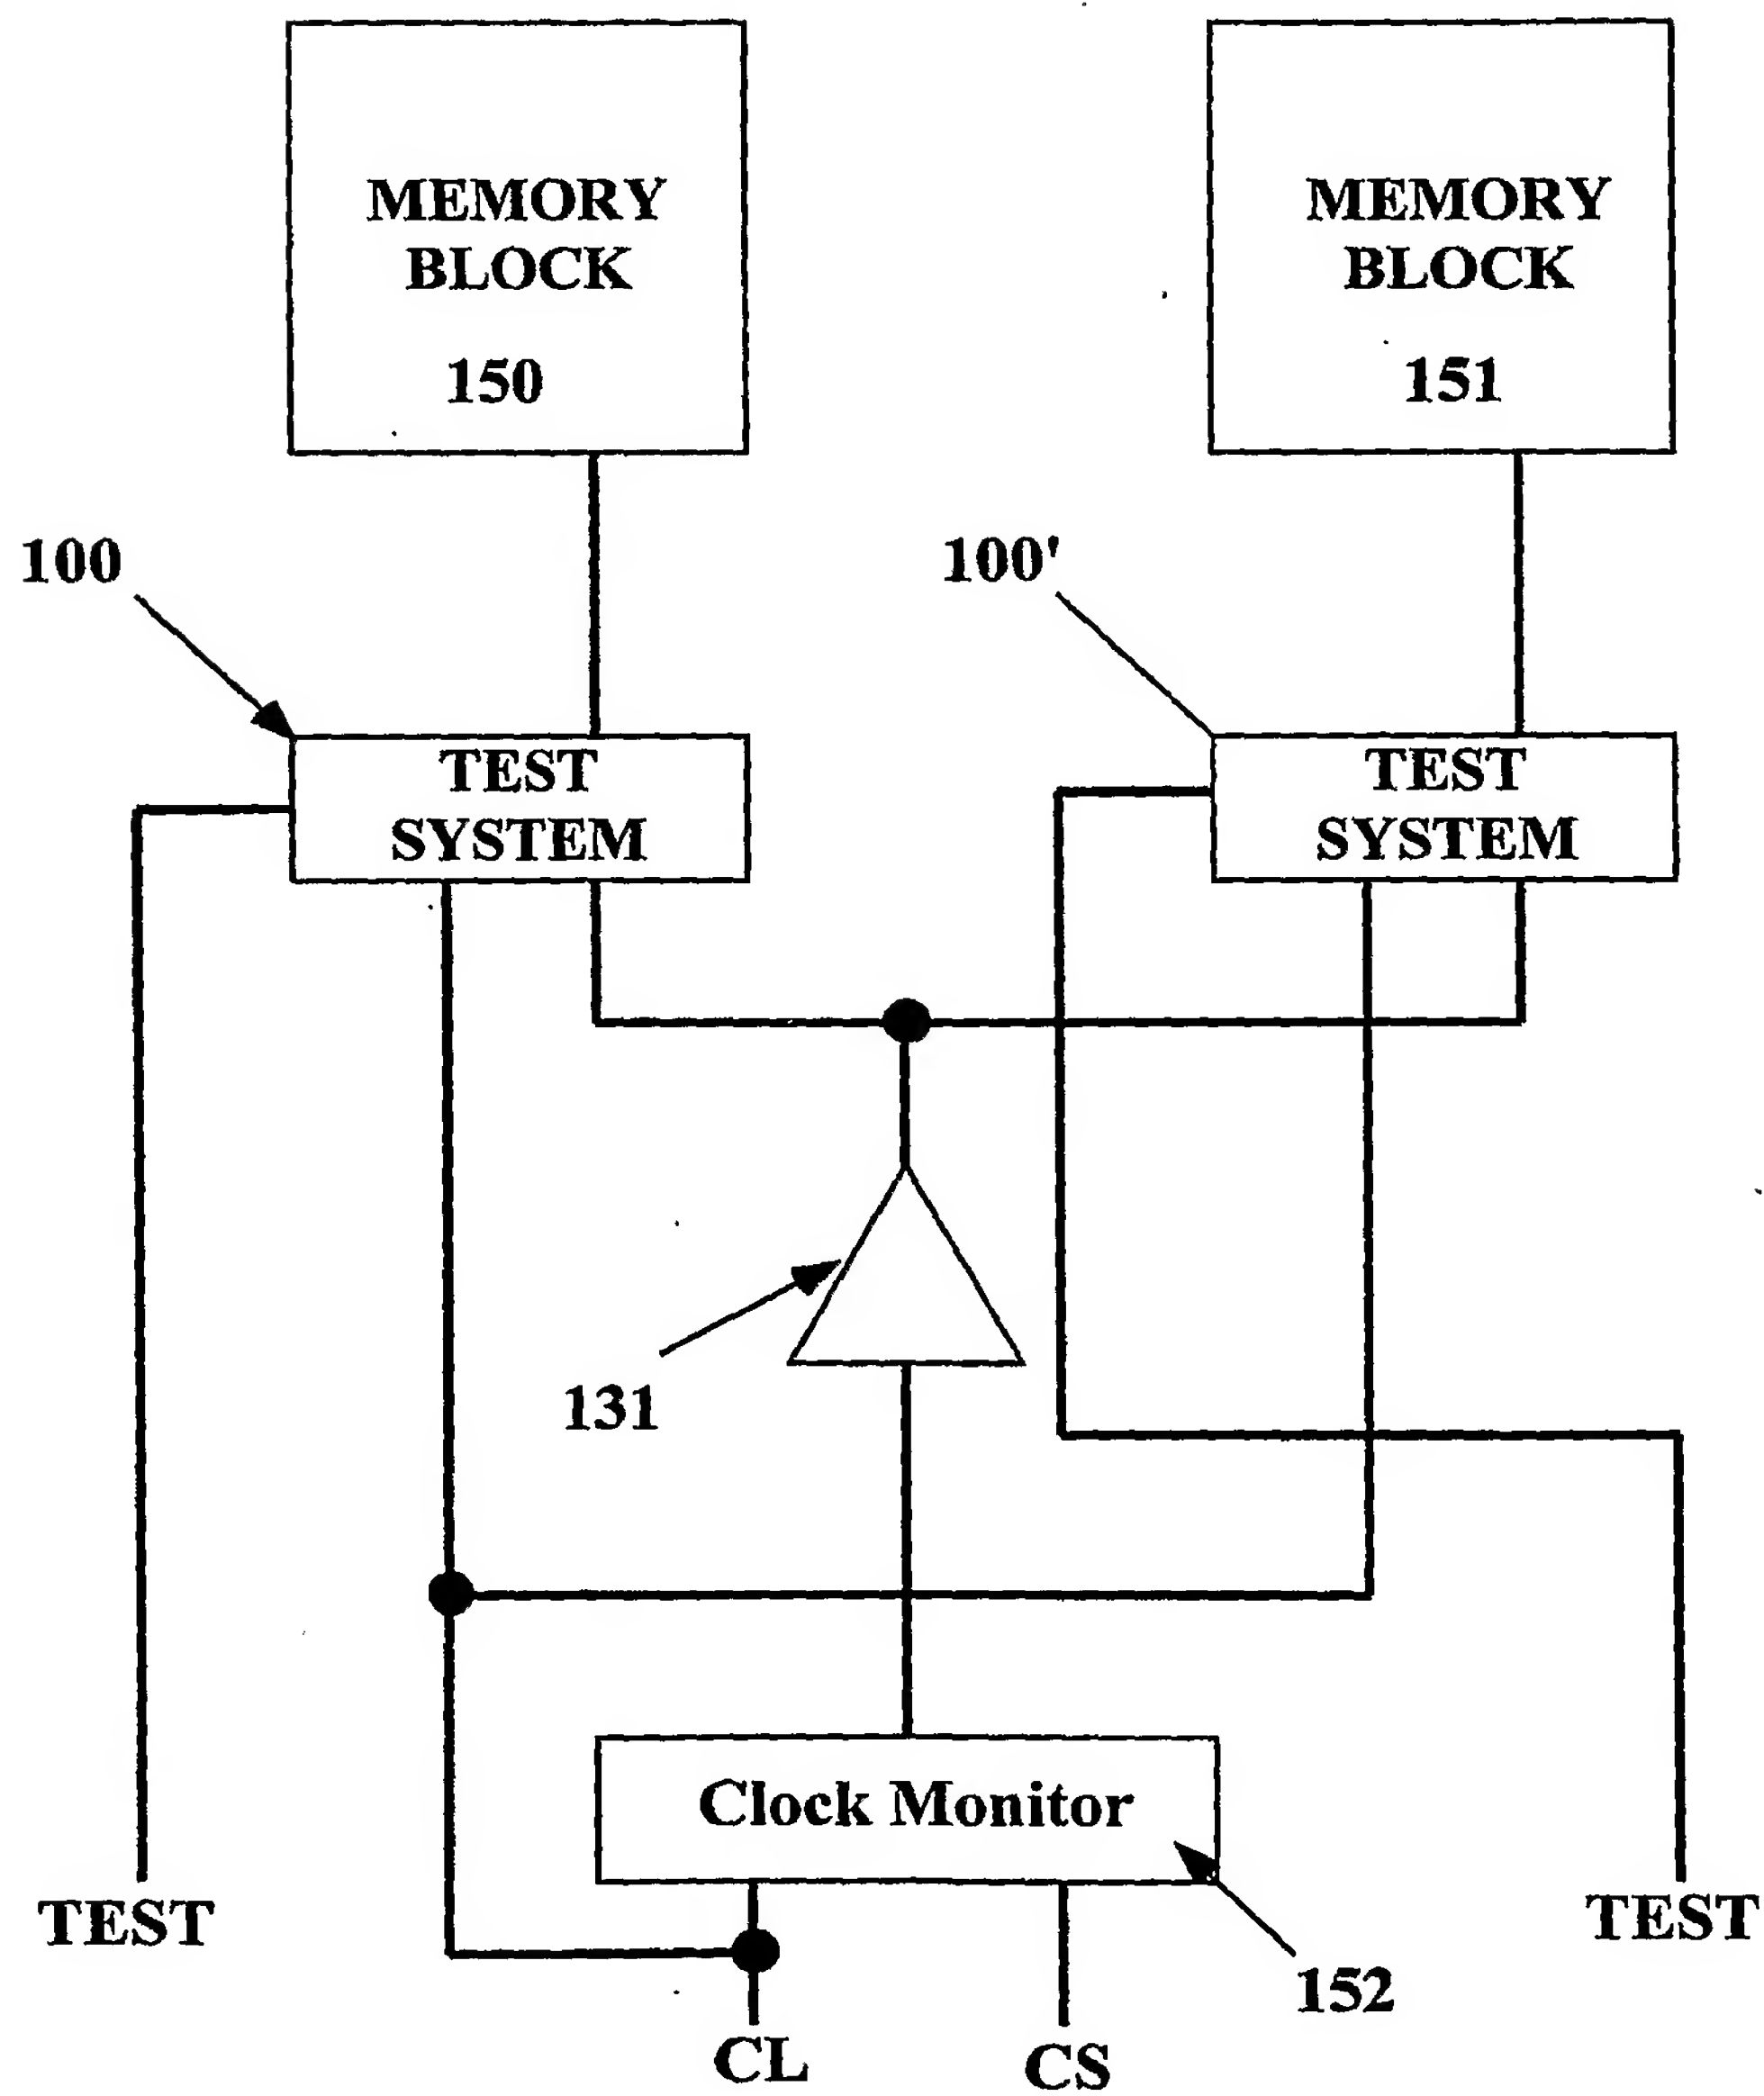 MEMORY
BLOCK
150
MEMORY
BLOCK
151
100
100'
TEST
SYSTEM
TEST
SYSTEM
131
Clock Monitor
TEST
TEST
152
CL
CS